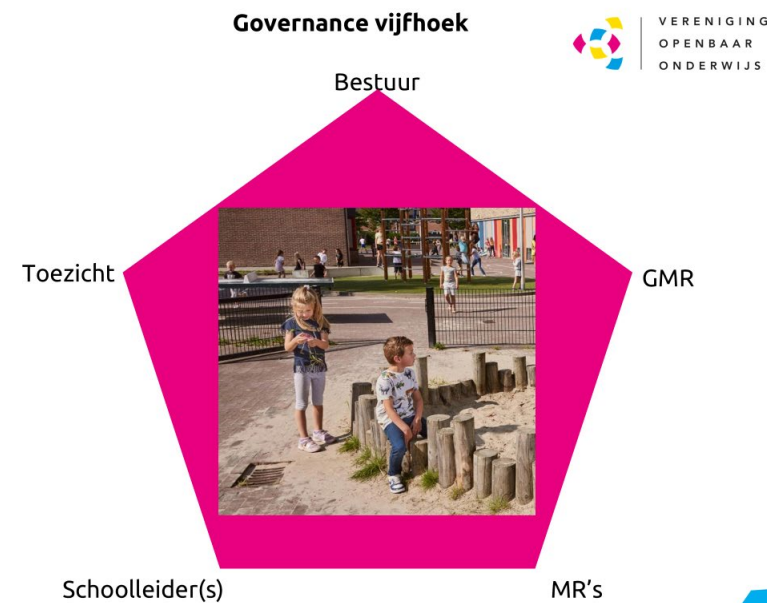 Governance vijfhoek
VERENIGING
OPENBAAR
ONDERWIJS
Bestuur
Toezicht
GMR
Schoolleider(s)
MR's